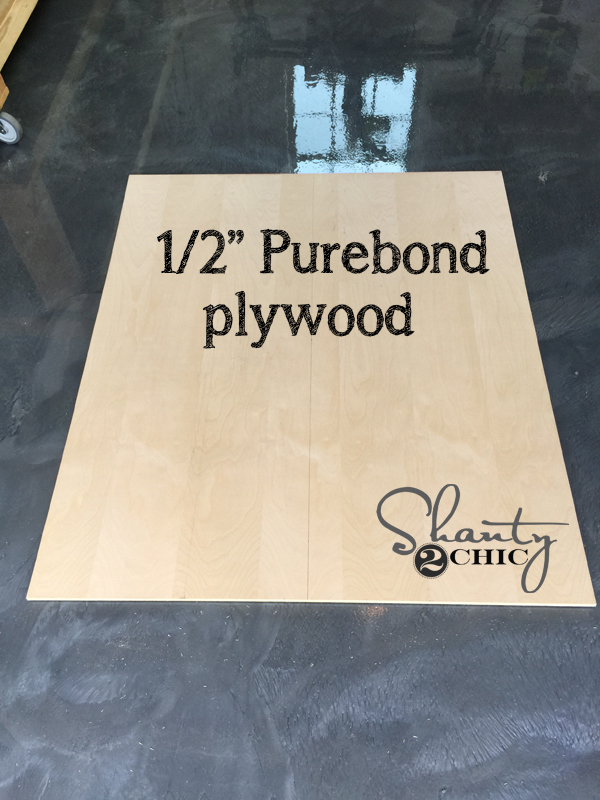 1/2” Purebond
plywood
Shanty
2 CHIC